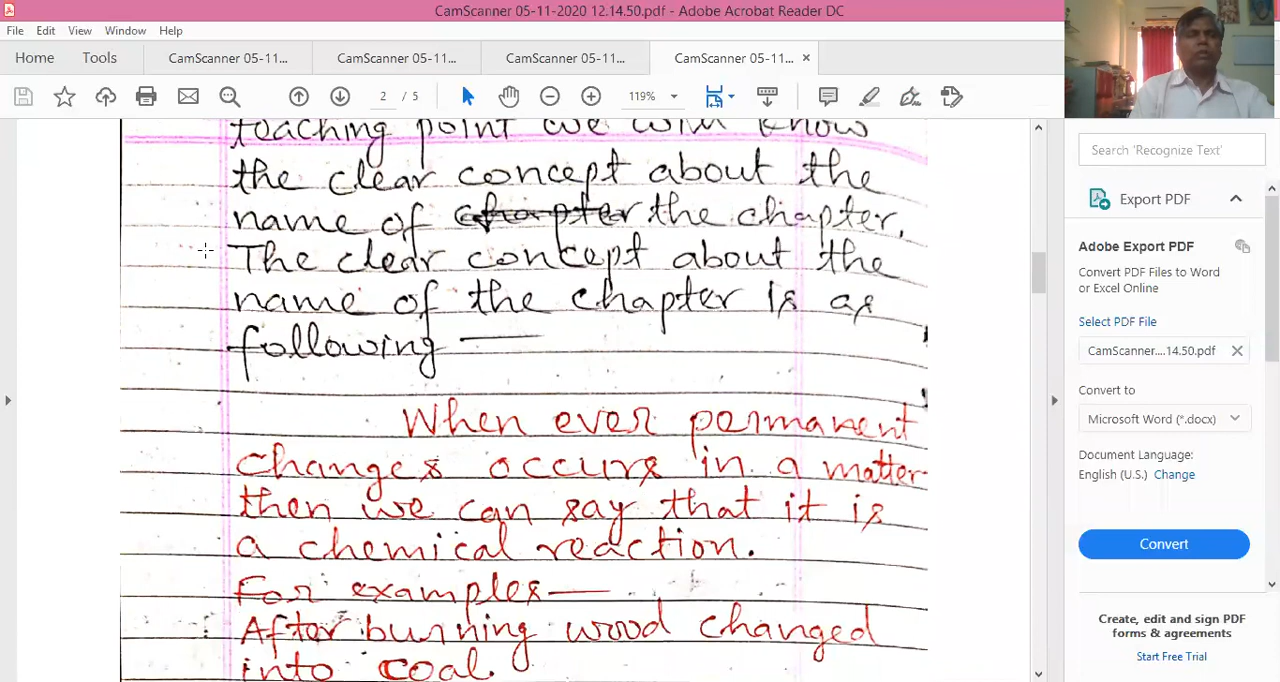 CamScanner 05-11-2020 12.14.50.pdf - Adobe Acrobat Reader DC
File Edit View Window Help
Home Tools CamScanner 05-11... CamScanner 05-11... CamScanner 05-11... CamScanner 05-11... ×
2 / 5 119%
teaching point we will know
the clear concept about the
name of chapter the chapter.
The clear concept about the
name of the chapter is as
following —
When ever permanent
changes occurs in a matter
then we can say that it is
a chemical reaction.
For examples —
After burning wood changed
into coal.
Search 'Recognize Text'
Export PDF
Adobe Export PDF
Convert PDF Files to Word
or Excel Online
Select PDF File
CamScanner....14.50.pdf
Convert to
Microsoft Word (*.docx)
Document Language:
English (U.S.) Change
Convert
Create, edit and sign PDF
forms & agreements
Start Free Trial